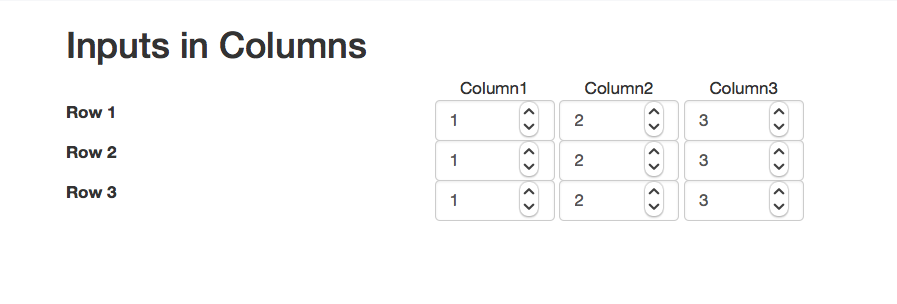 Inputs in Columns
Column1 Column2 Column3
Row 1 1 2 3
Row 2 1 2 3
Row 3 1 2 3